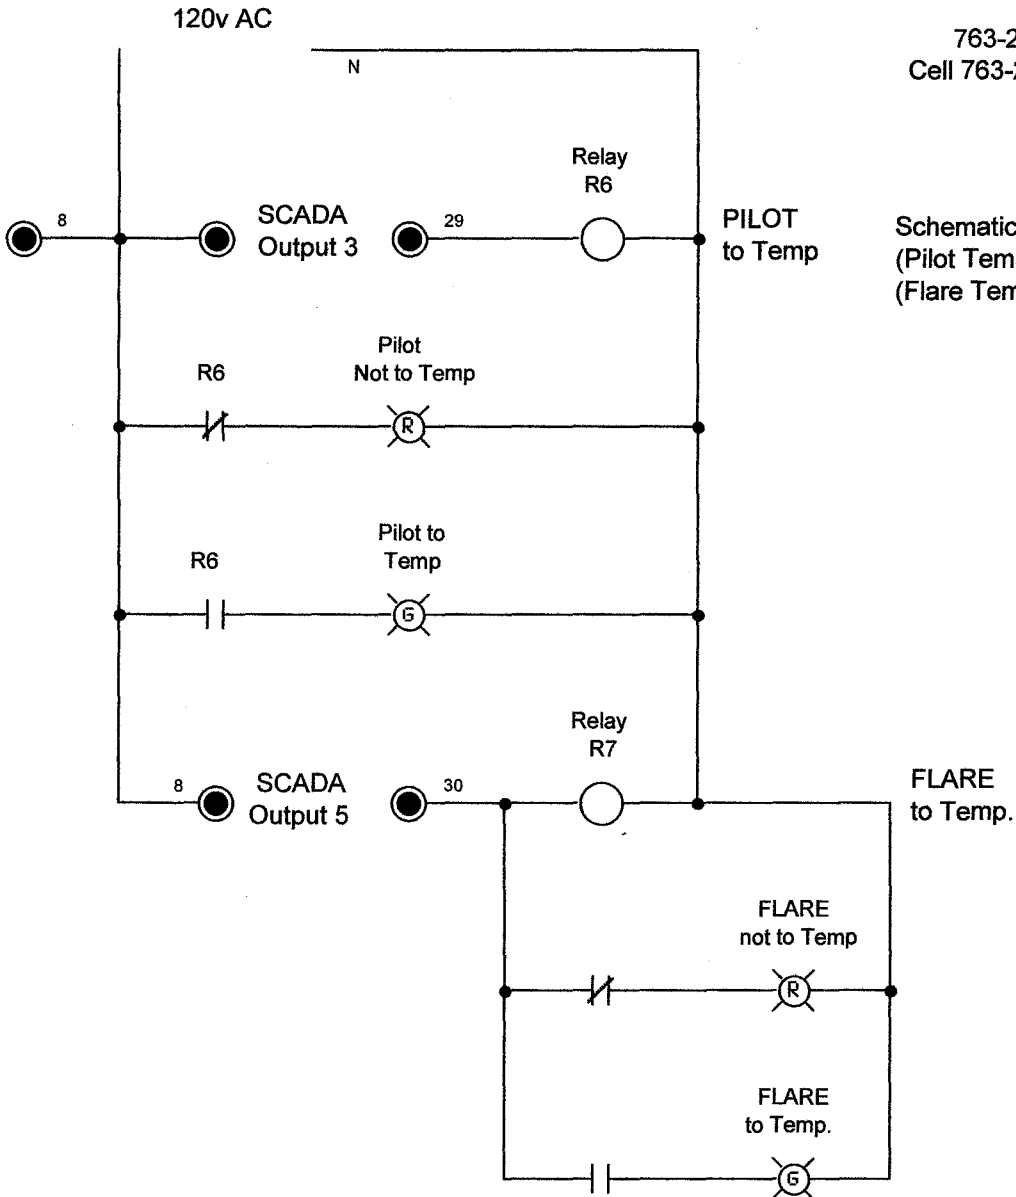 120v AC
N
763-2
Cell 763-2
Relay
R6
8
SCADA
Output 3
29
PILOT
to Temp
Schematic
(Pilot Tem
(Flare Tem
R6
Pilot
Not to Temp
R
R6
Pilot to
Temp
G
Relay
R7
8
SCADA
Output 5
30
FLARE
to Temp.
FLARE
not to Temp
R
FLARE
to Temp.
G